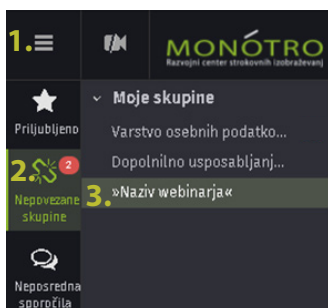 1.
MONÓTRO
Razvojni center strokovnih izobraževanj
Priljubljeno
Moje skupine
Varstvo osebnih podatko...
Dopolnilno usposabljanj...
2.
2
Nepovezane
skupine
3.
»Naziv webinarja«
Neposredna
sporočila